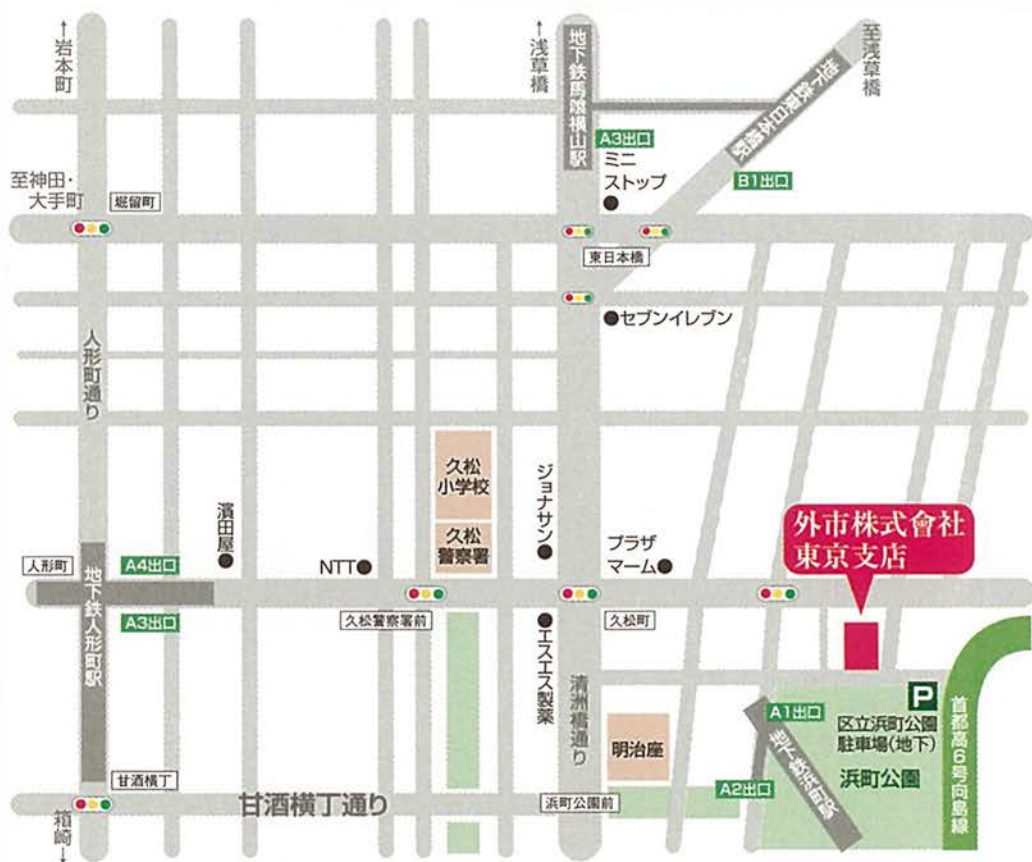 ←岩本町
←浅草橋
至浅草橋
地下鉄馬喰横山駅
地下鉄東日本橋駅
A3出口
ミニ
ストップ
B1出口
至神田・
大手町
堀留町
東日本橋
セブンイレブン
人形町通り
久松
小学校
久松
警察署
ジョナサン
濱田屋
NTT
プラザ
マーム
外市株式會社
東京支店
人形町
A4出口
地下鉄人形町駅
A3出口
久松警察署前
エスエス製薬
久松町
清洲橋通り
明治座
A1出口
P
区立浜町公園
駐車場(地下)
浜町公園
地下鉄浜町駅
首都高6号向島線
A2出口
甘酒横丁
甘酒横丁通り
浜町公園前
箱崎→